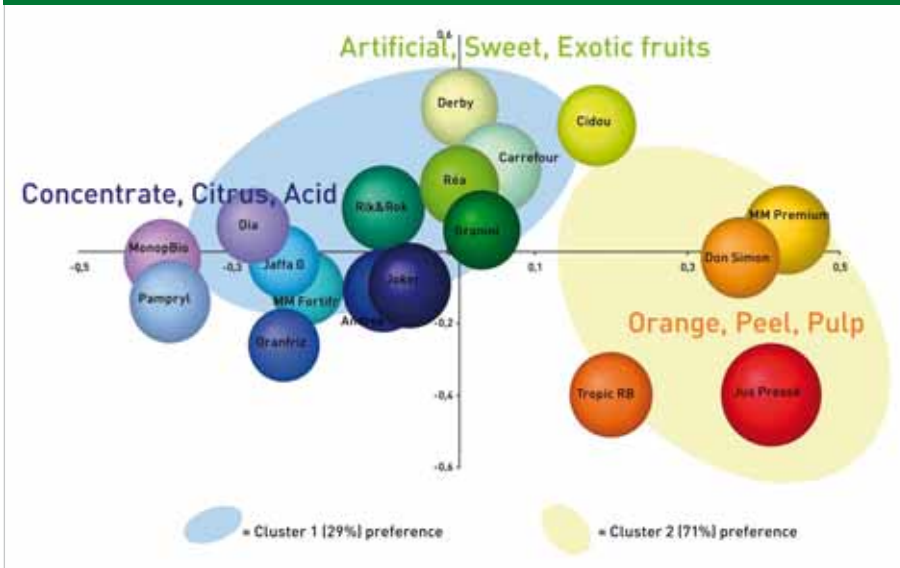 0,6
Artificial, Sweet, Exotic fruits
Derby
Cidou
Carrefour
Réa
Concentrate, Citrus, Acid
Rik&Rok
Dia
MM Premium
Granini
MonopBio
Don Simon
-0,5
-0,3
Jaffa G
0,1
0,3
0,5
Joker
Pampryl
MM Fortifr
-0,2
Orange, Peel, Pulp
Granfriz
-0,4
Tropic RB
Jus Pressé
-0,6
= Cluster 1 (29%) preference
= Cluster 2 (71%) preference